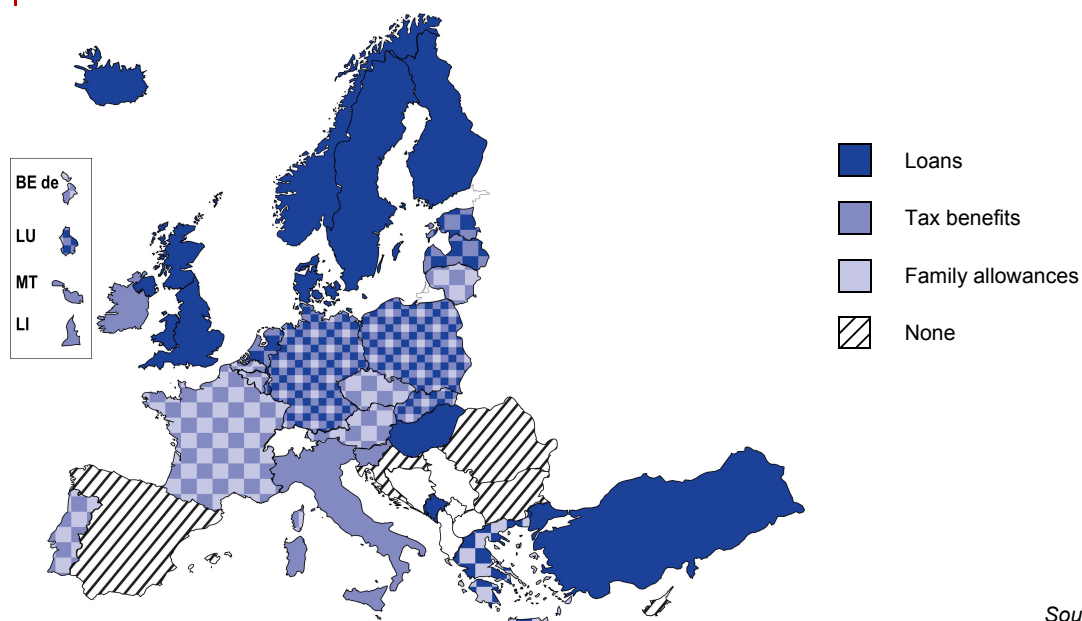 BE de
LU
MT
LI
Loans
Tax benefits
Family allowances
None
Sou